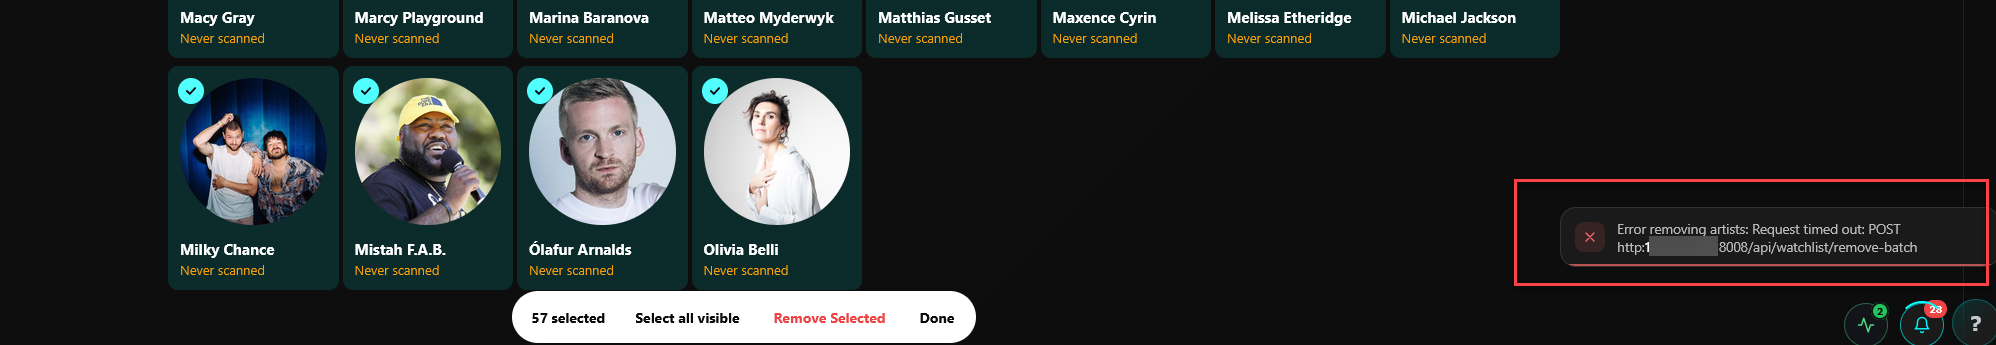 Macy Gray
Never scanned
Marcy Playground
Never scanned
Marina Baranova
Never scanned
Matteo Myderwyk
Never scanned
Matthias Gusset
Never scanned
Maxence Cyrin
Never scanned
Melissa Etheridge
Never scanned
Michael Jackson
Never scanned
Milky Chance
Never scanned
Mistah F.A.B.
Never scanned
Ólafur Arnalds
Never scanned
Olivia Belli
Never scanned
Error removing artists: Request timed out: POST
http:1 8008/api/watchlist/remove-batch
57 selected Select all visible Remove Selected Done
2
28
?